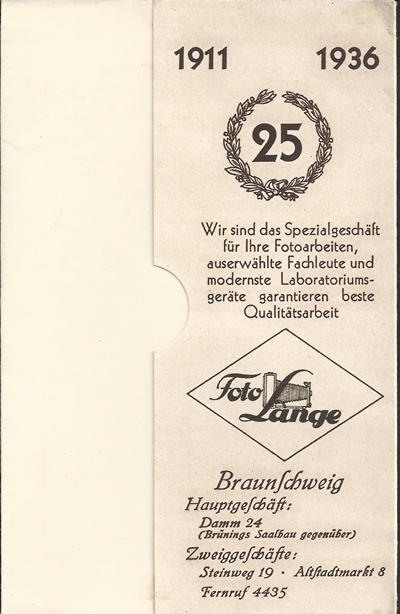 1911 1936
25
Wir sind das Spezialgeschäft
für Ihre Fotoarbeiten,
auserwählte Fachleute und
modernste Laboratoriums-
geräte garantieren beste
Qualitätsarbeit
Foto
Lange
Braunſchweig
Hauptgeſchäft:
Damm 24
(Brünings Saalbau gegenüber)
Zweiggeſchäfte:
Steinweg 19 · Altſtadtmarkt 8
Fernruf 4435